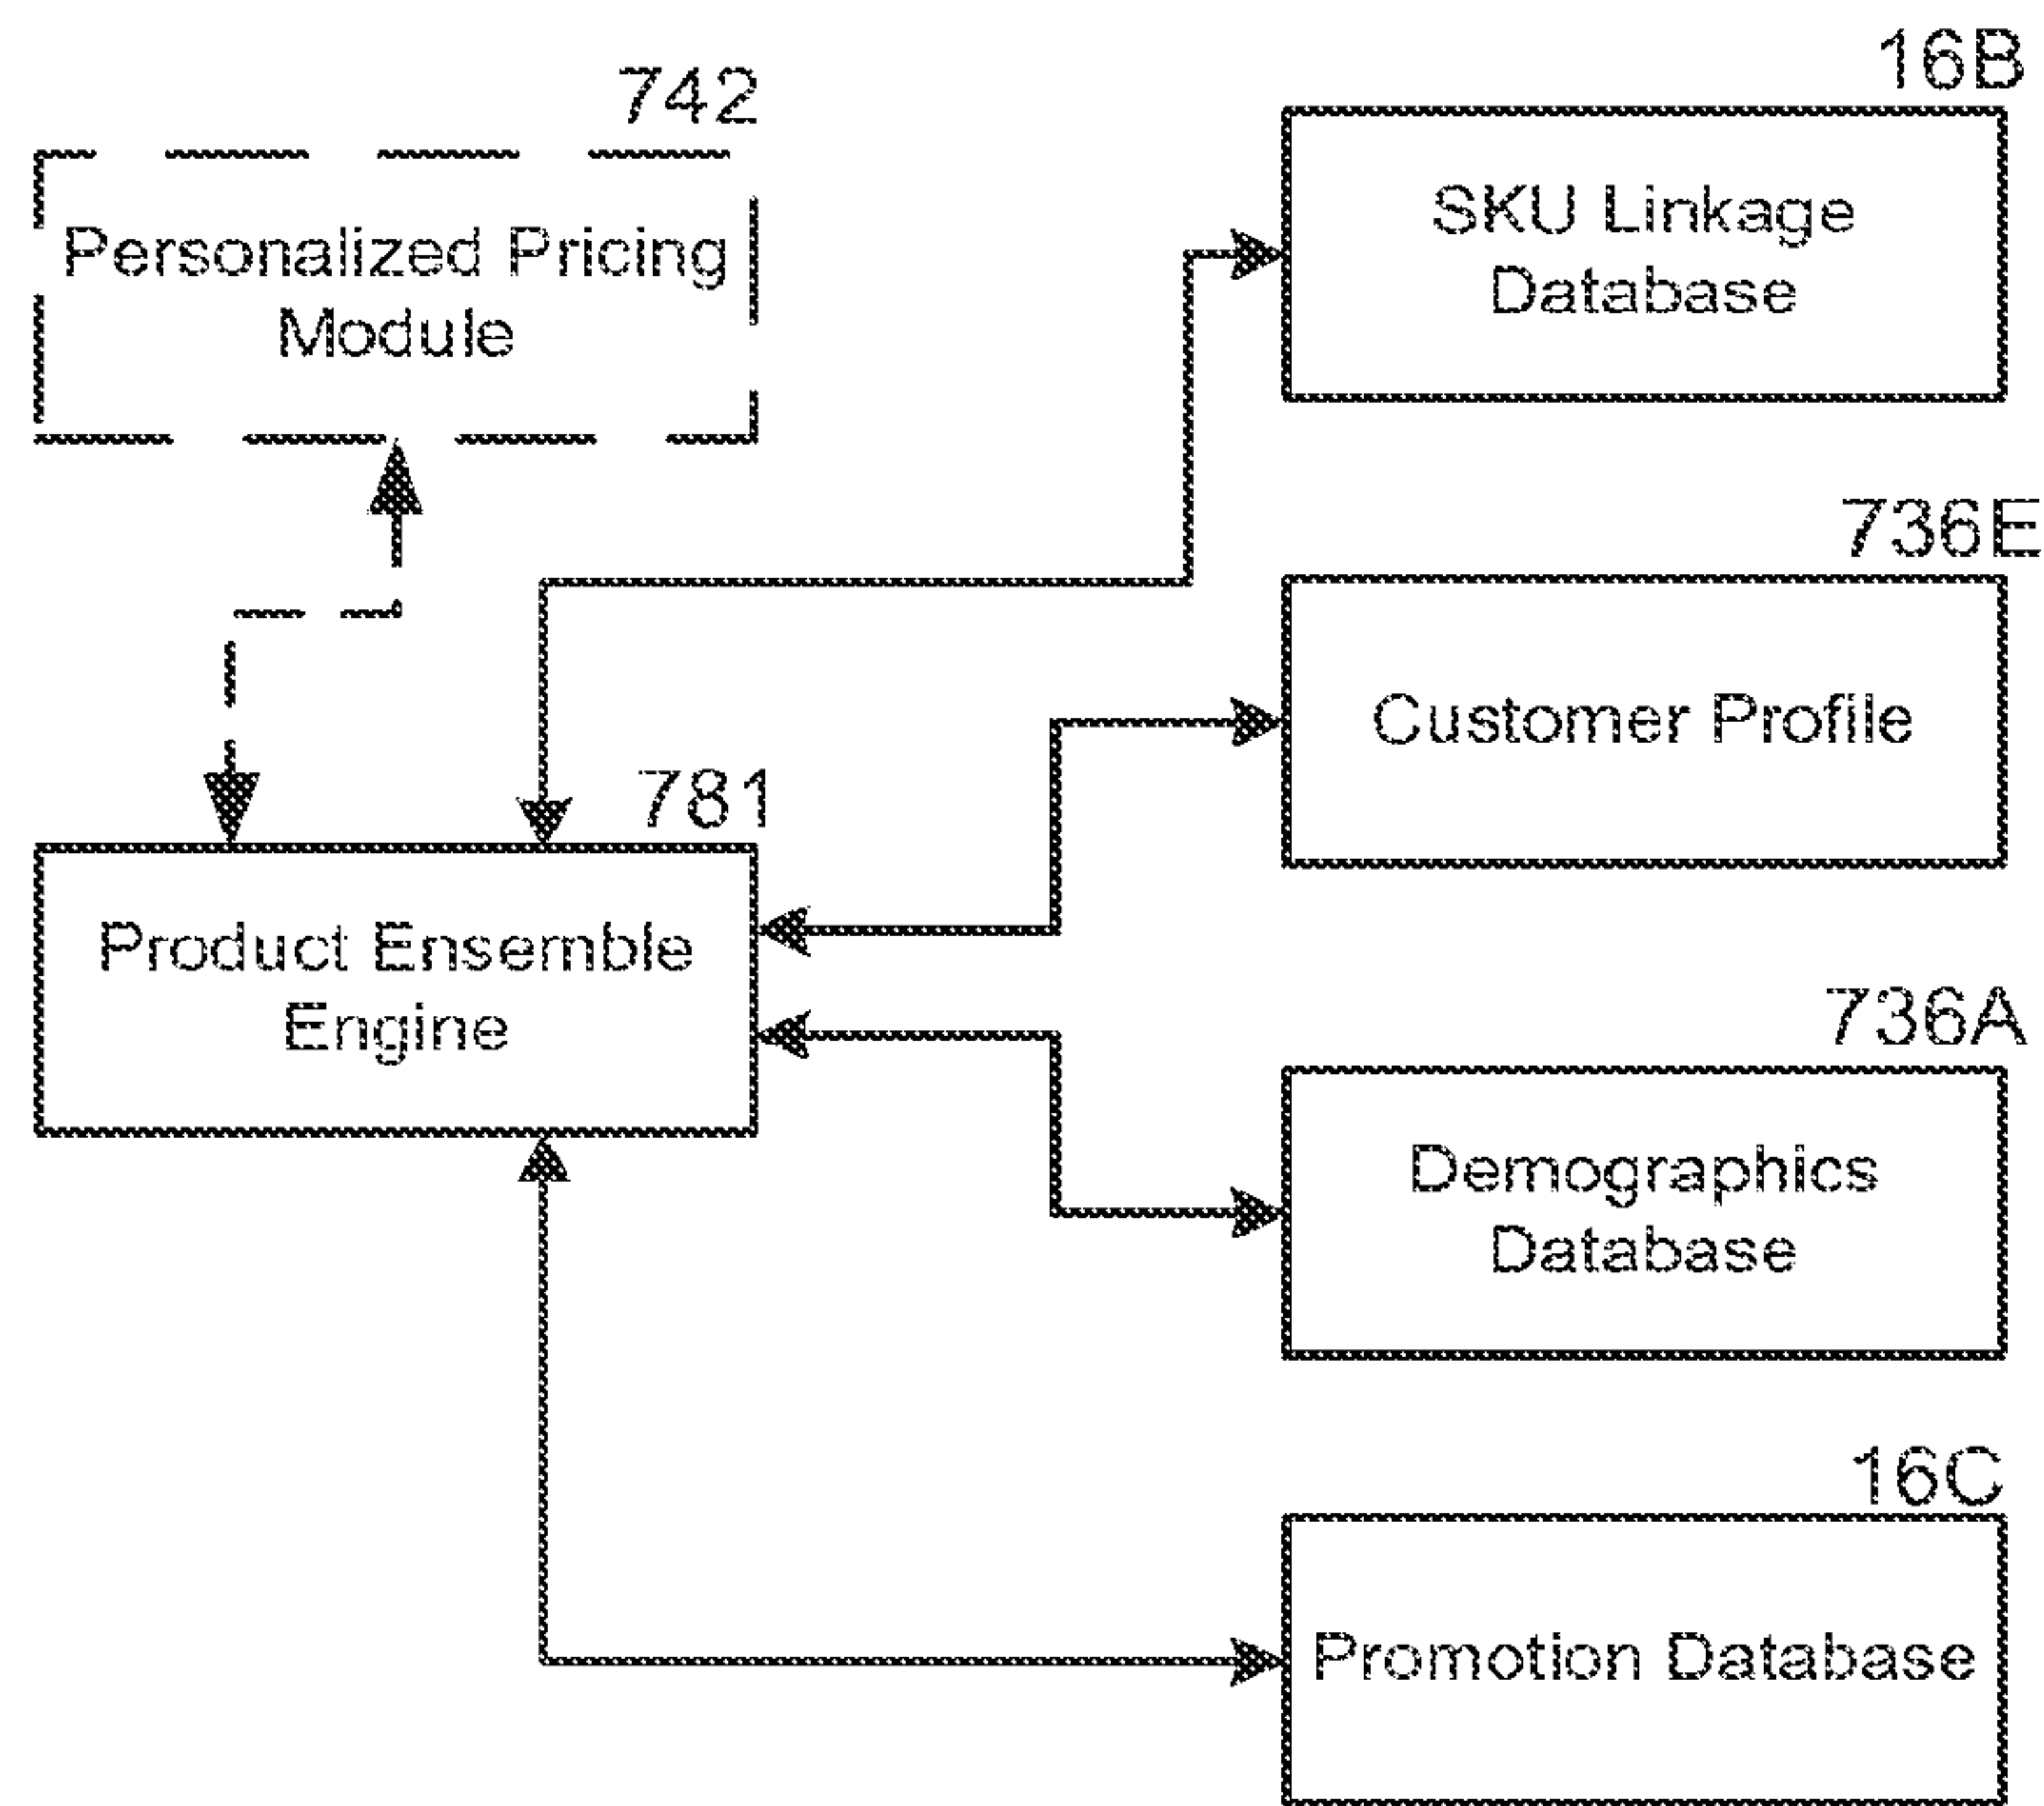 742
Personalized Pricing
Module
16B
SKU Linkage
Database
736E
Customer Profile
781
Product Ensemble
Engine
736A
Demographics
Database
16C
Promotion Database